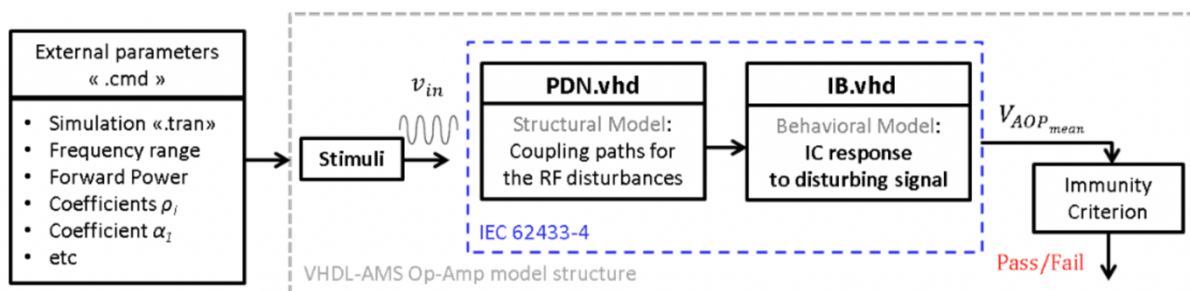 External parameters
« .cmd »
• Simulation «.tran»
• Frequency range
• Forward Power
• Coefficients ρᵢ
• Coefficient α₁
• etc
Stimuli
v_in
PDN.vhd
Structural Model:
Coupling paths for
the RF disturbances
IB.vhd
Behavioral Model:
IC response
to disturbing signal
IEC 62433-4
VHDL-AMS Op-Amp model structure
V_AOP_mean
Immunity
Criterion
Pass/Fail